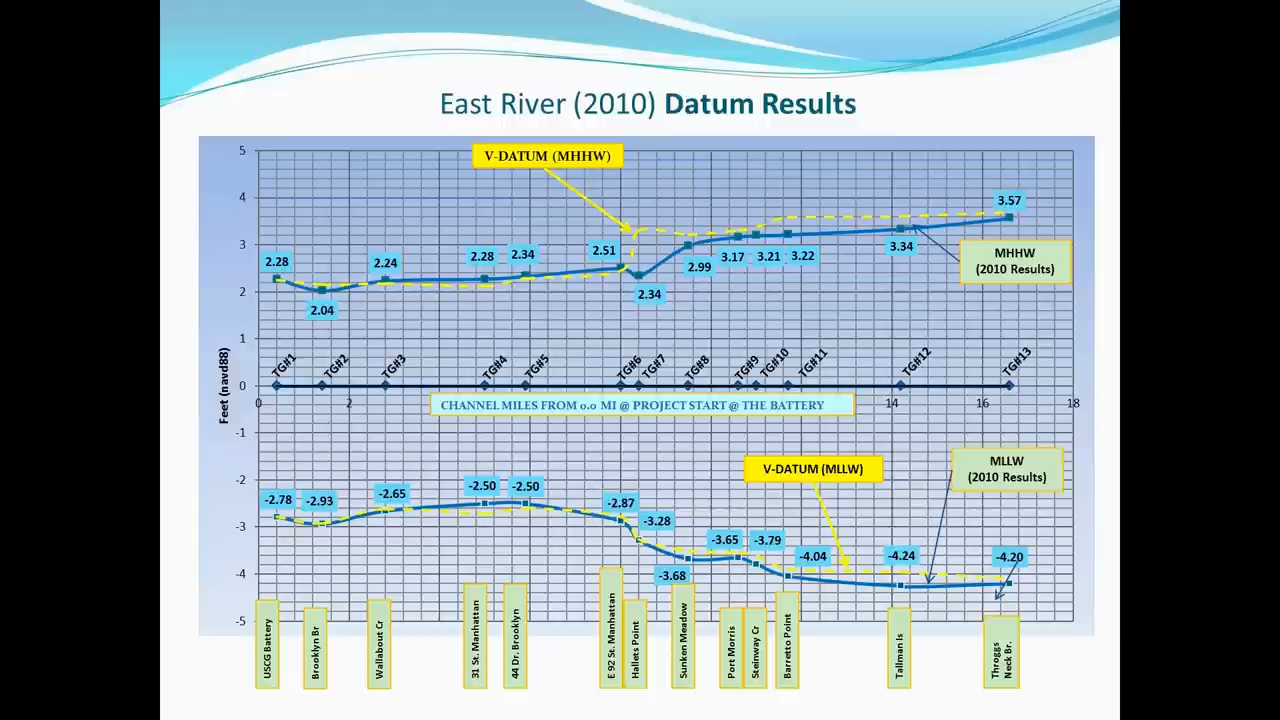 East River (2010) Datum Results
5
V-DATUM (MHHW)
4
3.57
3
2.28
2.24
2.28
2.34
2.51
2.99
3.17
3.21
3.22
3.34
MHHW
(2010 Results)
2.34
2
2.04
1
TG#1
TG#2
TG#3
TG#4
TG#5
TG#6
TG#7
TG#8
TG#9
TG#10
TG#11
TG#12
TG#13
Feet (navd88)
0
0
2
CHANNEL MILES FROM 0.0 MI @ PROJECT START @ THE BATTERY
14
16
18
-1
V-DATUM (MLLW)
MLLW
(2010 Results)
-2
-2.78
-2.93
-2.65
-2.50
-2.50
-2.87
-3.28
-3
-3.65
-3.79
-4.04
-4.24
-4.20
-3.68
-4
-5
USCG Battery
Brooklyn Br
Wallabout Cr
31 St. Manhattan
44 Dr. Brooklyn
E 92 St. Manhattan
Hallets Point
Sunken Meadow
Port Morris
Steinway Cr
Barretto Point
Tallman Is
Throggs
Neck Br.